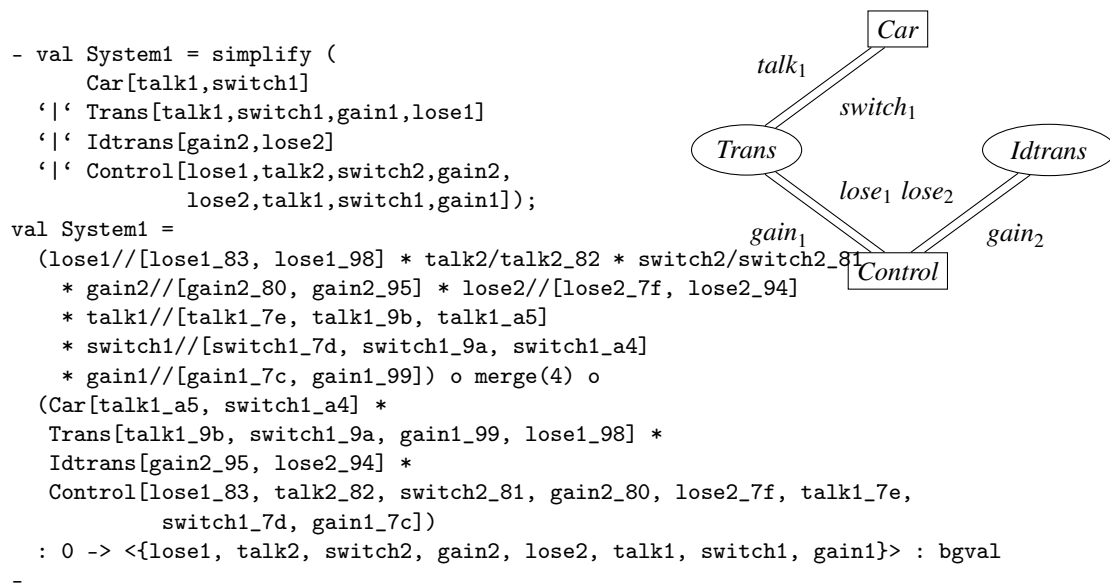 - val System1 = simplify (
Car[talk1,switch1]
‘|‘ Trans[talk1,switch1,gain1,lose1]
‘|‘ Idtrans[gain2,lose2]
‘|‘ Control[lose1,talk2,switch2,gain2,
lose2,talk1,switch1,gain1]);
val System1 =
(lose1//[lose1_83, lose1_98] * talk2/talk2_82 * switch2/switch2_81
* gain2//[gain2_80, gain2_95] * lose2//[lose2_7f, lose2_94]
* talk1//[talk1_7e, talk1_9b, talk1_a5]
* switch1//[switch1_7d, switch1_9a, switch1_a4]
* gain1//[gain1_7c, gain1_99]) o merge(4) o
(Car[talk1_a5, switch1_a4] *
Trans[talk1_9b, switch1_9a, gain1_99, lose1_98] *
Idtrans[gain2_95, lose2_94] *
Control[lose1_83, talk2_82, switch2_81, gain2_80, lose2_7f, talk1_7e,
switch1_7d, gain1_7c])
: 0 -> <{lose1, talk2, switch2, gain2, lose2, talk1, switch1, gain1}> : bgval
-
Car
talk1
switch1
Trans
Idtrans
lose1 lose2
gain1
gain2
Control